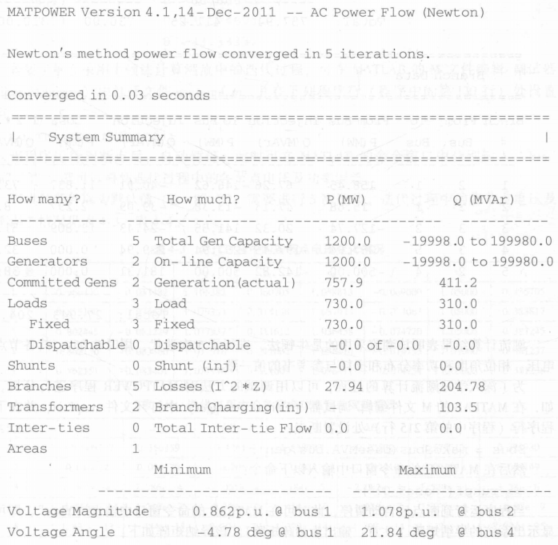 MATPOWER Version 4.1,14-Dec-2011 -- AC Power Flow (Newton)
Newton's method power flow converged in 5 iterations.
Converged in 0.03 seconds
================================================================================
| System Summary |
================================================================================
How many? How much? P(MW) Q(MVAr)
Buses 5 Total Gen Capacity -19998.0 to 199980.0
Generators 2 On-line Capacity 1200.0 -19998.0 to 199980.0
Committed Gens 2 Generation (actual) 757.9 411.2
Loads 3 Load 730.0 310.0
Fixed 3 Fixed 730.0 310.0
Dispatchable 0 Dispatchable -0.0 of -0.0 -0.0
Shunts 0 Shunt (inj) -0.0 0.0
Branches 5 Losses (I^2 * Z) 27.94 204.78
Transformers 2 Branch Charging (inj) - 103.5
Inter-ties 0 Total Inter-tie Flow 0.0 0.0
Areas 1
Minimum Maximum
Voltage Magnitude 0.862p.u. @ bus 1 1.078p.u. @ bus 2
Voltage Angle -4.78 deg @ bus 1 21.84 deg @ bus 4